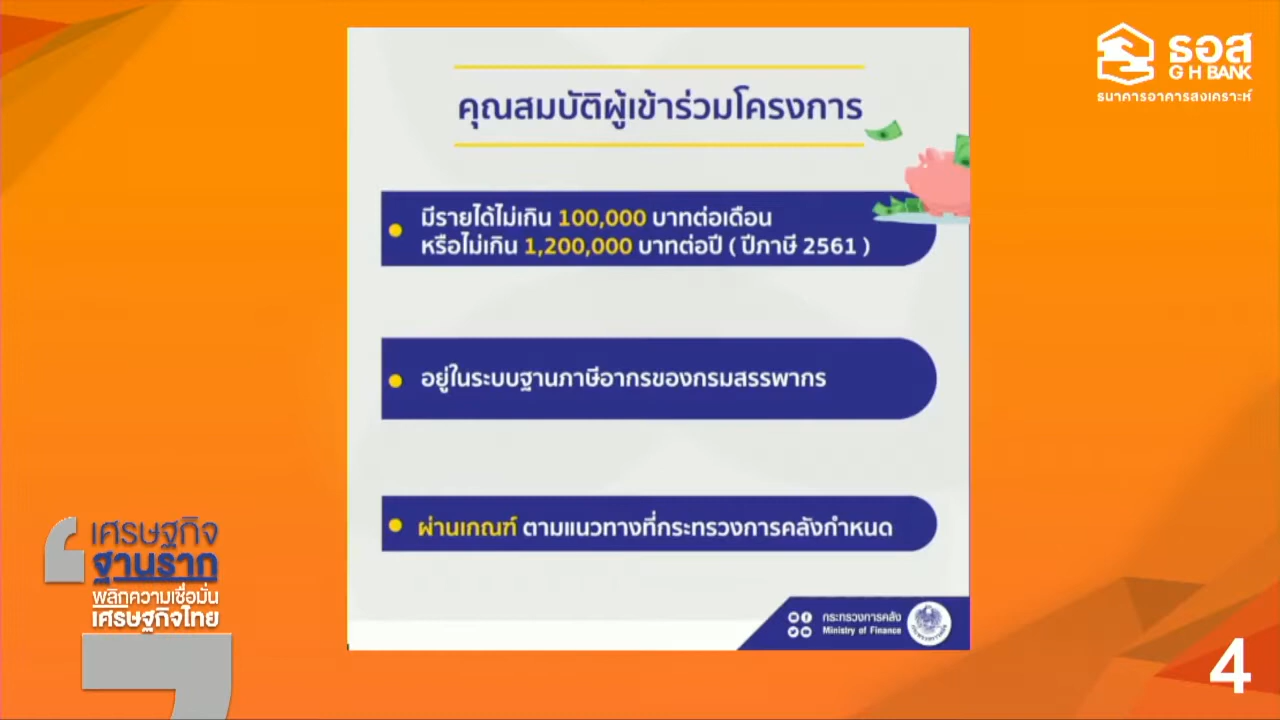 ธอส
G H BANK
ธนาคารอาคารสงเคราะห์
คุณสมบัติผู้เข้าร่วมโครงการ
มีรายได้ไม่เกิน 100,000 บาทต่อเดือน
หรือไม่เกิน 1,200,000 บาทต่อปี ( ปีภาษี 2561 )
อยู่ในระบบฐานภาษีอากรของกรมสรรพากร
ผ่านเกณฑ์ ตามแนวทางที่กระทรวงการคลังกำหนด
กระทรวงการคลัง
Ministry of Finance
เศรษฐกิจ
ฐานราก
พลิกความเชื่อมั่น
เศรษฐกิจไทย
4